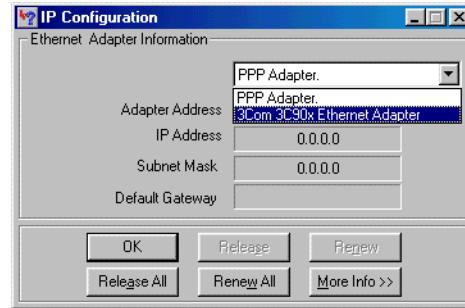 IP Configuration
Ethernet Adapter Information
PPP Adapter.
PPP Adapter.
3Com 3C90x Ethernet Adapter
Adapter Address
IP Address 0.0.0.0
Subnet Mask 0.0.0.0
Default Gateway
OK Release Renew
Release All Renew All More Info >>